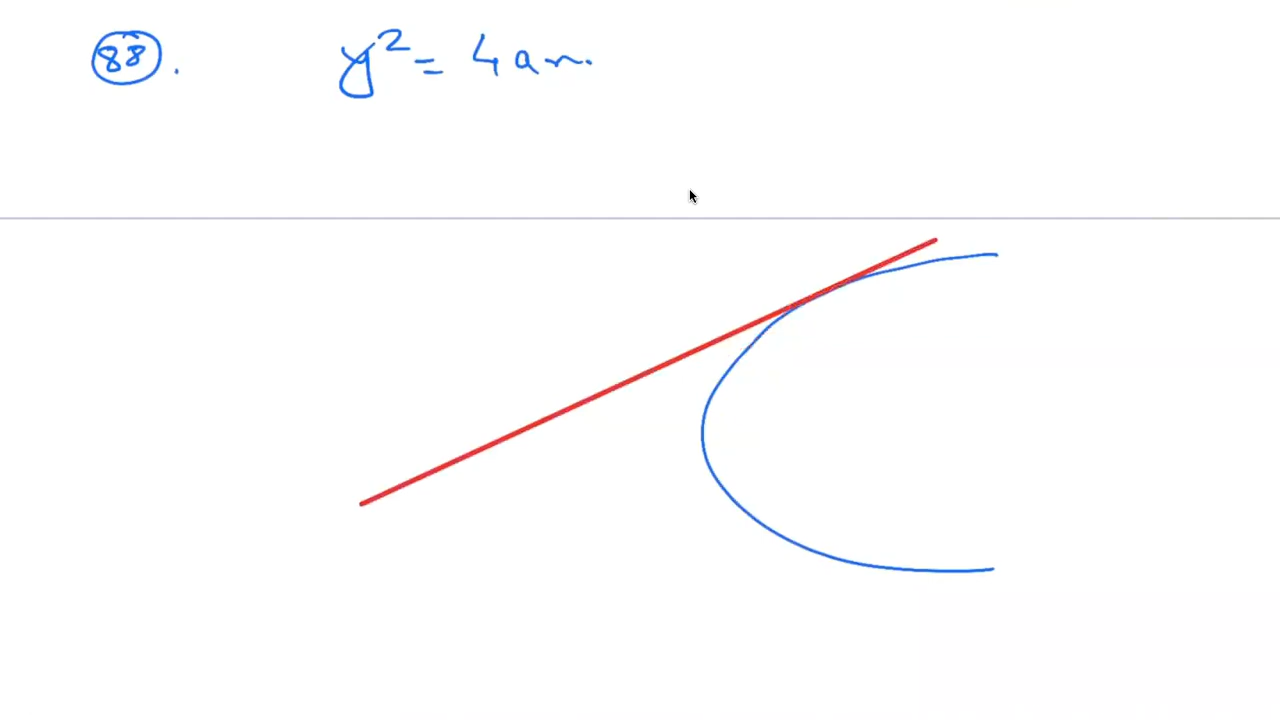 88. y² = 4ax.